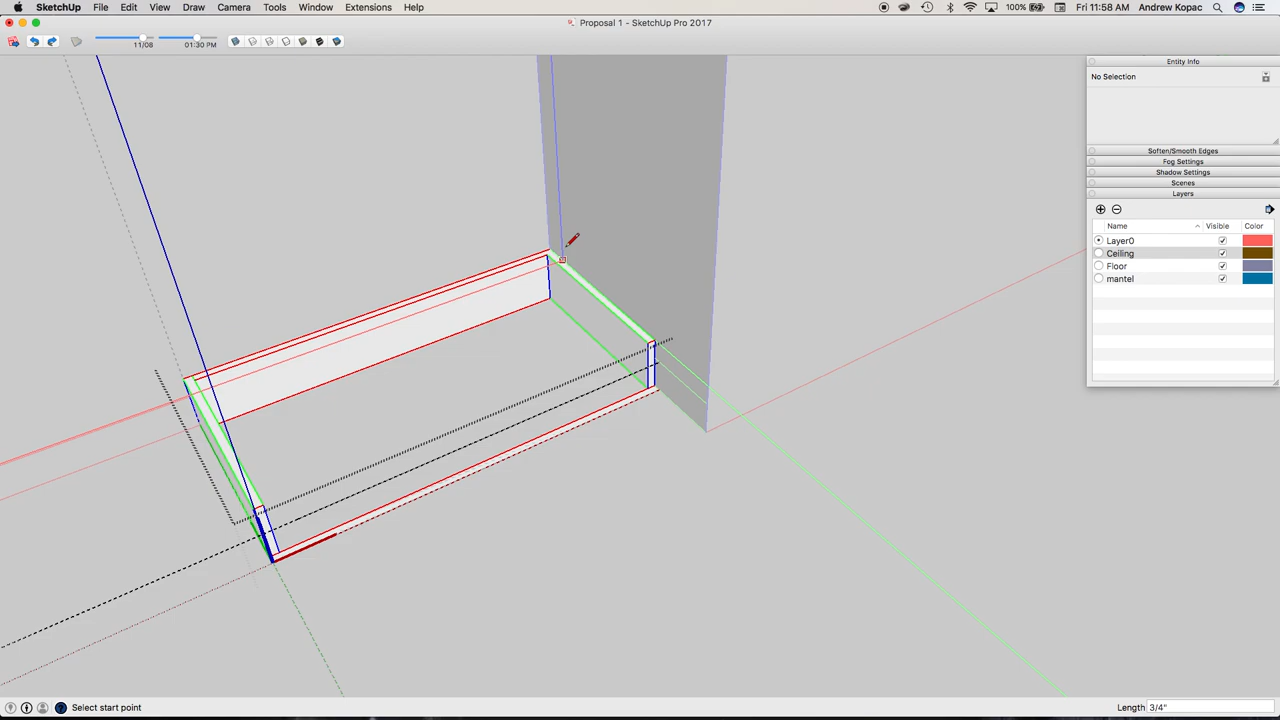 SketchUp File Edit View Draw Camera Tools Window Extensions Help 100% Fri 11:58 AM Andrew Kopac
Proposal 1 - SketchUp Pro 2017
11/08 01:30 PM
Entity Info
No Selection
Soften/Smooth Edges
Fog Settings
Shadow Settings
Scenes
Layers
Name Visible Color
Layer0
Ceiling
Floor
mantel
Select start point Length 3/4"